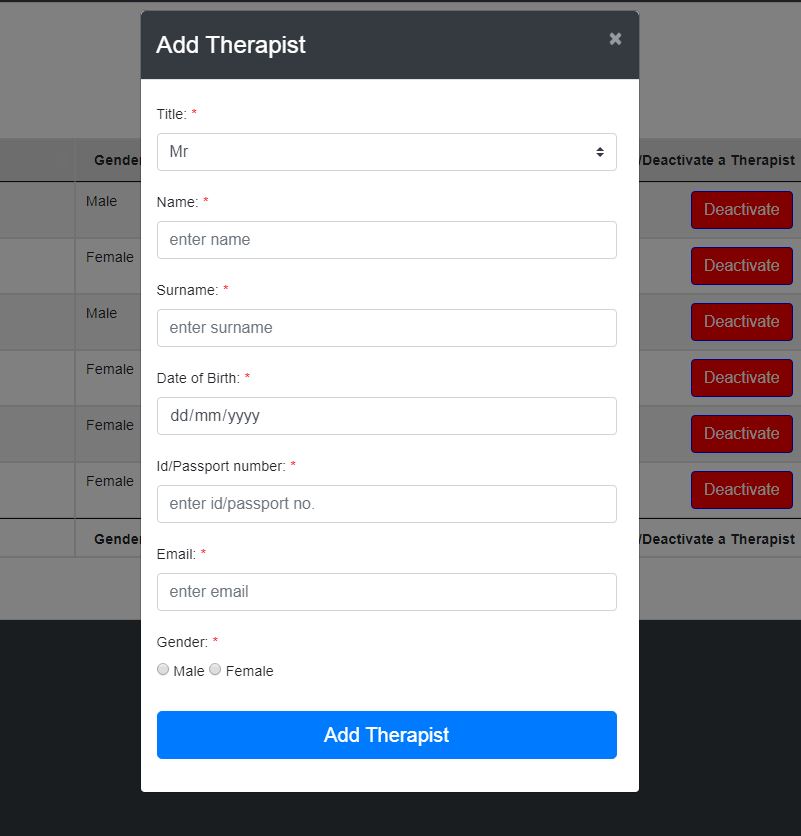 Add Therapist ×
Title: *
Mr
Name: *
enter name
Surname: *
enter surname
Date of Birth: *
dd/mm/yyyy
Id/Passport number: *
enter id/passport no.
Email: *
enter email
Gender: *
Male Female
Add Therapist
Gende /Deactivate a Therapist
Male Deactivate
Female Deactivate
Male Deactivate
Female Deactivate
Female Deactivate
Female Deactivate
Gende /Deactivate a Therapist